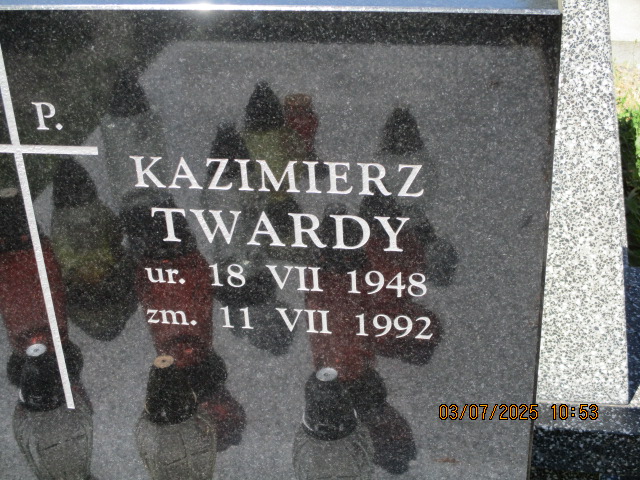 P.
KAZIMIERZ
TWARDY
ur. 18 VII 1948
zm. 11 VII 1992
03/07/2025 10:53